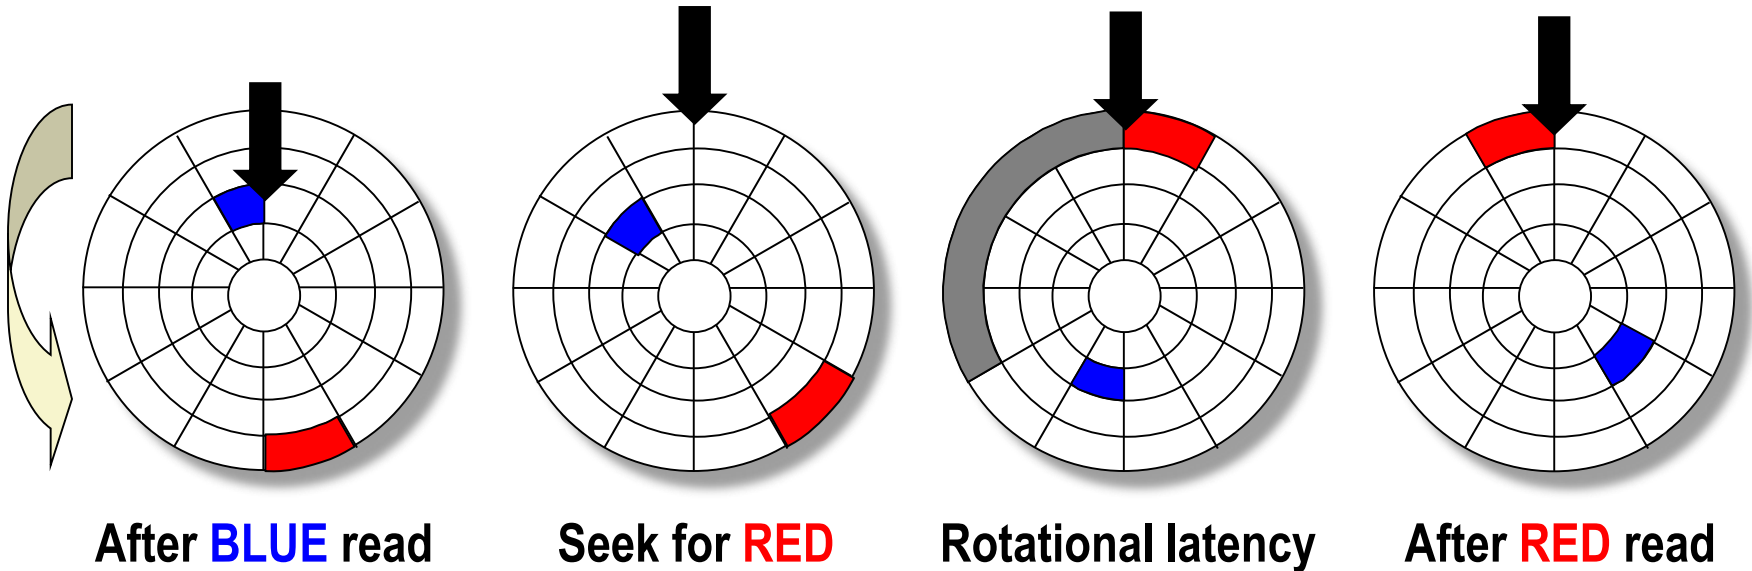 After BLUE read
Seek for RED
Rotational latency
After RED read